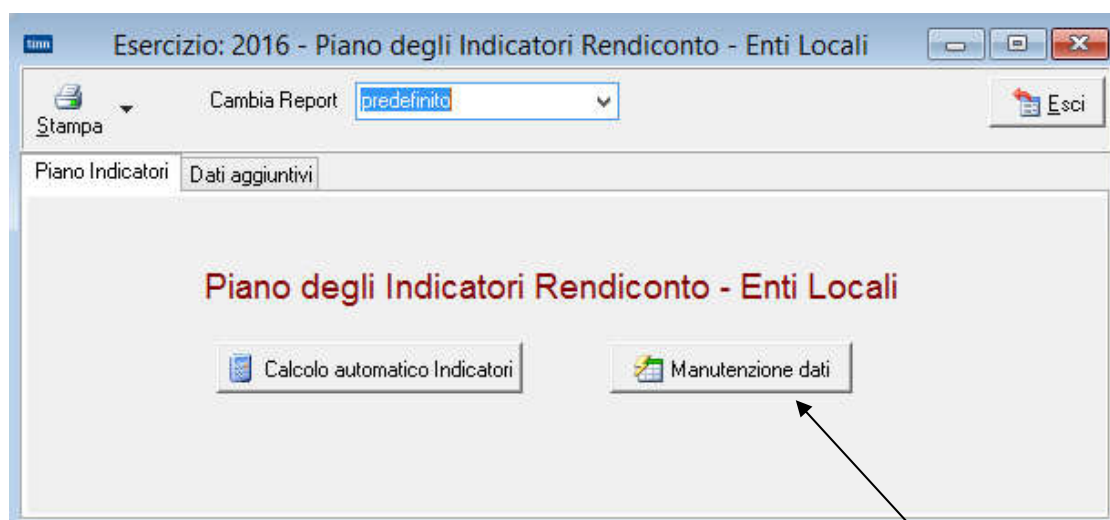 tinn Esercizio: 2016 - Piano degli Indicatori Rendiconto - Enti Locali
Stampa Cambia Report predefinito Esci
Piano Indicatori Dati aggiuntivi
Piano degli Indicatori Rendiconto - Enti Locali
Calcolo automatico Indicatori Manutenzione dati